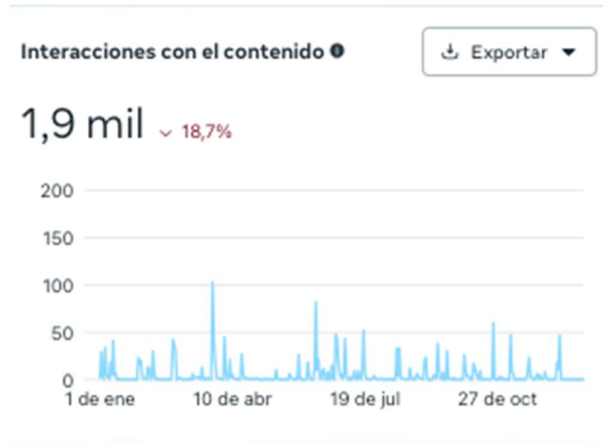 Interacciones con el contenido
Exportar
1,9 mil 18,7%
200
150
100
50
0
1 de ene 10 de abr 19 de jul 27 de oct